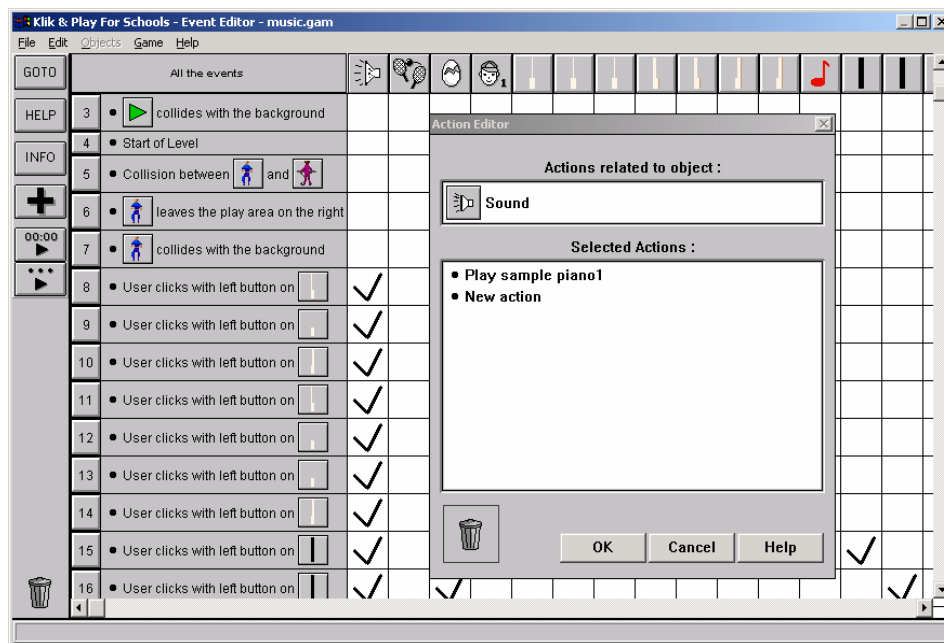 Klik & Play For Schools - Event Editor - music.gam
File Edit Objects Game Help
GOTO
All the events
1
HELP
INFO
00:00
3 • collides with the background
4 • Start of Level
5 • Collision between and
6 • leaves the play area on the right
7 • collides with the background
8 • User clicks with left button on
9 • User clicks with left button on
10 • User clicks with left button on
11 • User clicks with left button on
12 • User clicks with left button on
13 • User clicks with left button on
14 • User clicks with left button on
15 • User clicks with left button on
16 • User clicks with left button on
Action Editor
Actions related to object :
Sound
Selected Actions :
• Play sample piano1
• New action
OK Cancel Help